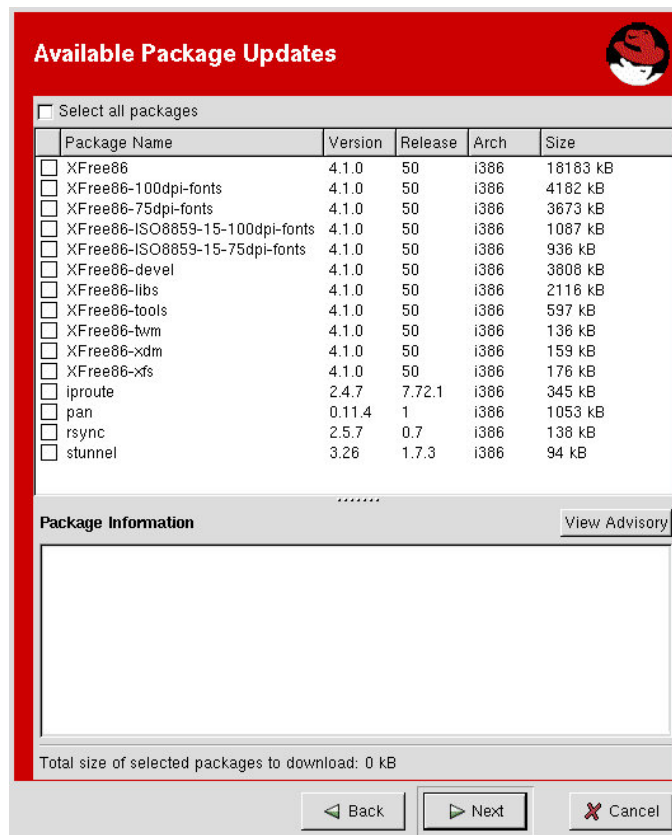 Available Package Updates
Select all packages
Package Name Version Release Arch Size
XFree86 4.1.0 50 i386 18183 kB
XFree86-100dpi-fonts 4.1.0 50 i386 4182 kB
XFree86-75dpi-fonts 4.1.0 50 i386 3673 kB
XFree86-ISO8859-15-100dpi-fonts 4.1.0 50 i386 1087 kB
XFree86-ISO8859-15-75dpi-fonts 4.1.0 50 i386 936 kB
XFree86-devel 4.1.0 50 i386 3808 kB
XFree86-libs 4.1.0 50 i386 2116 kB
XFree86-tools 4.1.0 50 i386 597 kB
XFree86-twm 4.1.0 50 i386 136 kB
XFree86-xdm 4.1.0 50 i386 159 kB
XFree86-xfs 4.1.0 50 i386 176 kB
iproute 2.4.7 7.72.1 i386 345 kB
pan 0.11.4 1 i386 1053 kB
rsync 2.5.7 0.7 i386 138 kB
stunnel 3.26 1.7.3 i386 94 kB
Package Information View Advisory
Total size of selected packages to download: 0 kB
Back Next Cancel